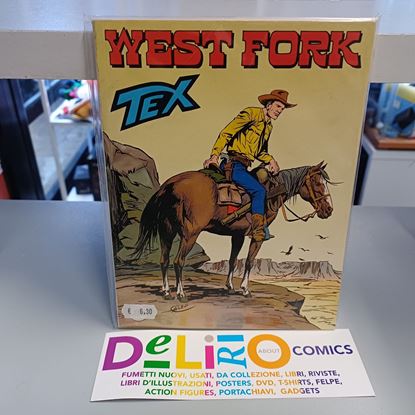 WEST FORK
TEX
€ 6,30
DeLiRiO ABOUT COMICS
FUMETTI NUOVI, USATI, DA COLLEZIONE, LIBRI, RIVISTE,
LIBRI D'ILLUSTRAZIONI, POSTERS, DVD, T-SHIRTS, FELPE,
ACTION FIGURES, PORTACHIAVI, GADGETS